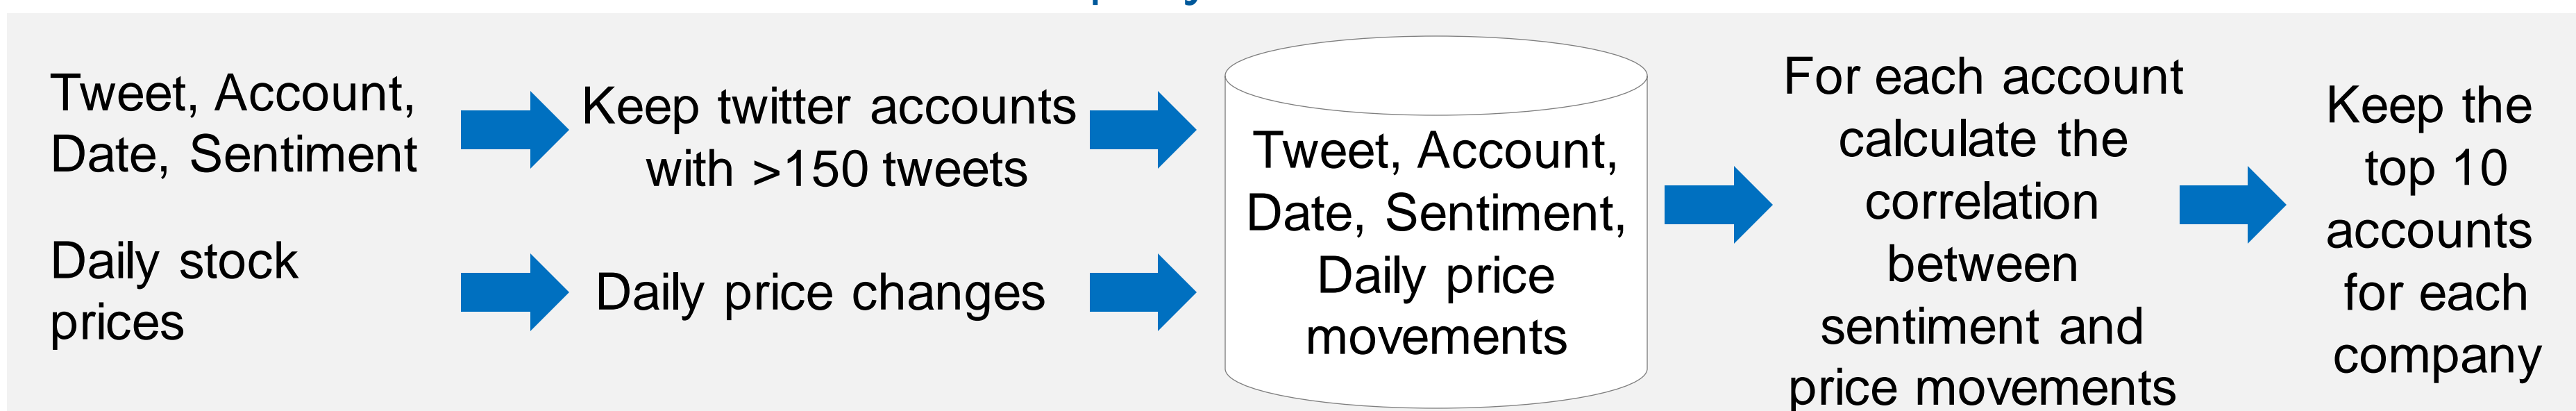 Tweet, Account,
Date, Sentiment
Keep twitter accounts
with >150 tweets
Daily stock
prices
Daily price changes
Tweet, Account,
Date, Sentiment,
Daily price
movements
For each account
calculate the
correlation
between
sentiment and
price movements
Keep the
top 10
accounts
for each
company